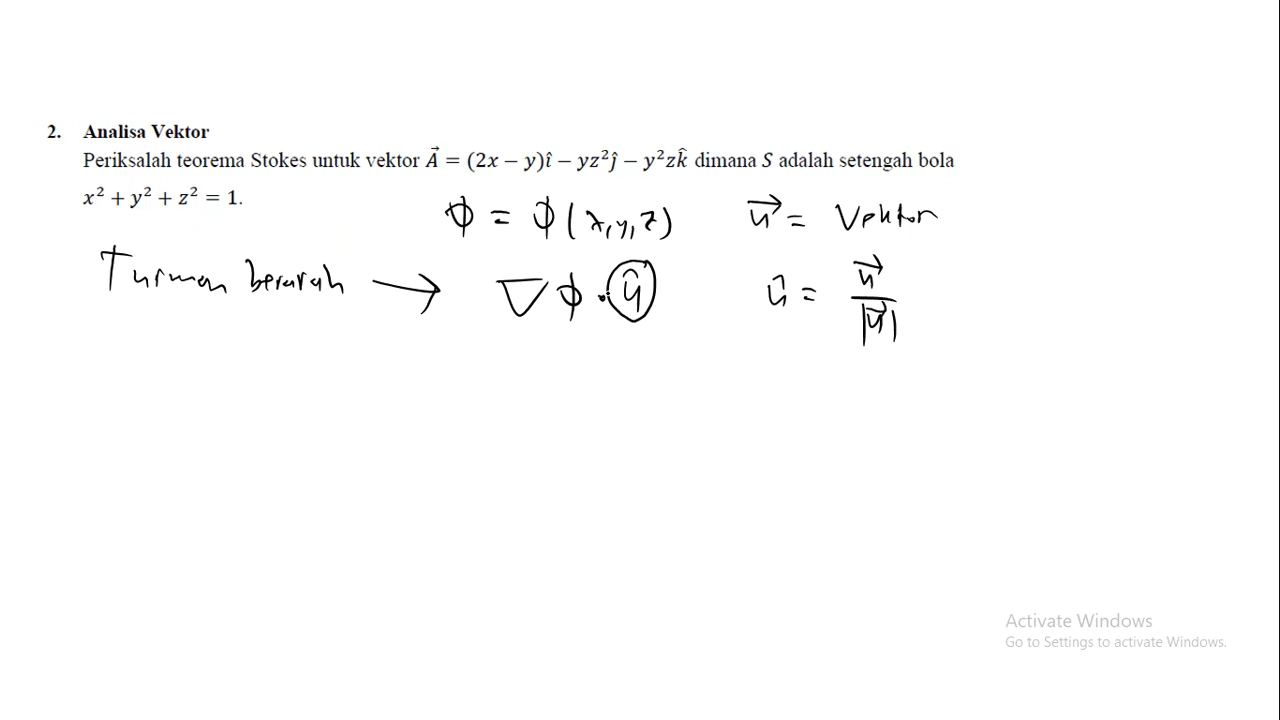 2. Analisa Vektor
Periksalah teorema Stokes untuk vektor A⃗ = (2x − y)î − yz²ĵ − y²zk̂ dimana S adalah setengah bola
x² + y² + z² = 1.
ϕ = ϕ(x,y,z) u⃗ = Vektor
Turunan berarah → ∇ϕ·û û = u⃗/|u⃗|
Activate Windows
Go to Settings to activate Windows.